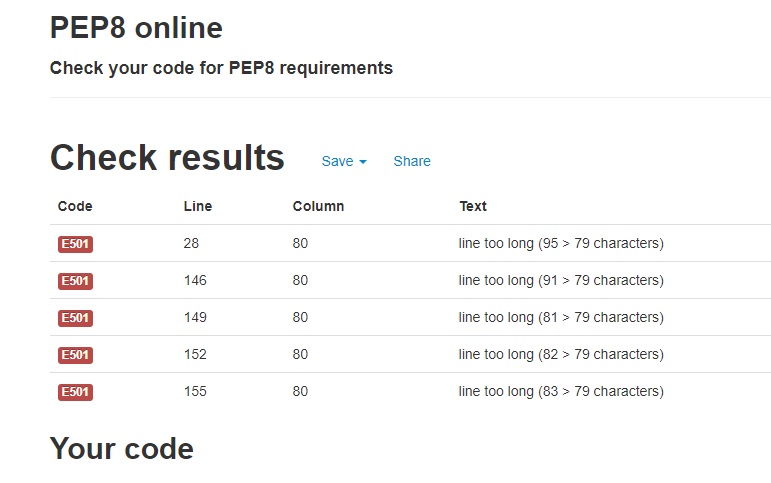 PEP8 online
Check your code for PEP8 requirements
Check results Save Share
Code Line Column Text
E501 28 80 line too long (95 > 79 characters)
E501 146 80 line too long (91 > 79 characters)
E501 149 80 line too long (81 > 79 characters)
E501 152 80 line too long (82 > 79 characters)
E501 155 80 line too long (83 > 79 characters)
Your code